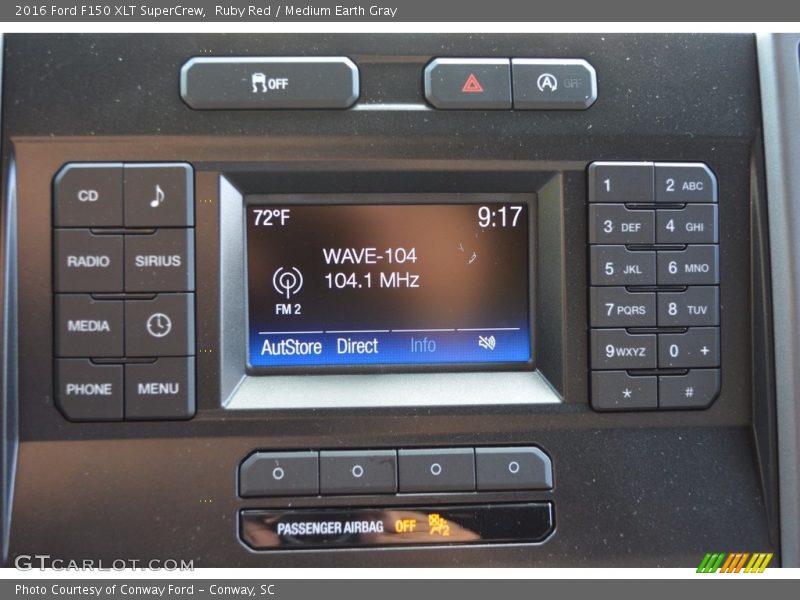 2016 Ford F150 XLT SuperCrew,  Ruby Red / Medium Earth Gray
OFF
A OFF
CD
RADIO SIRIUS
MEDIA
PHONE MENU
72°F 9:17
WAVE-104
104.1 MHz
FM 2
AutoStore Direct Info
1 2 ABC
3 DEF 4 GHI
5 JKL 6 MNO
7 PQRS 8 TUV
9 WXYZ 0 +
* #
PASSENGER AIRBAG OFF 2
GTCARLOT.COM
Photo Courtesy of Conway Ford – Conway, SC